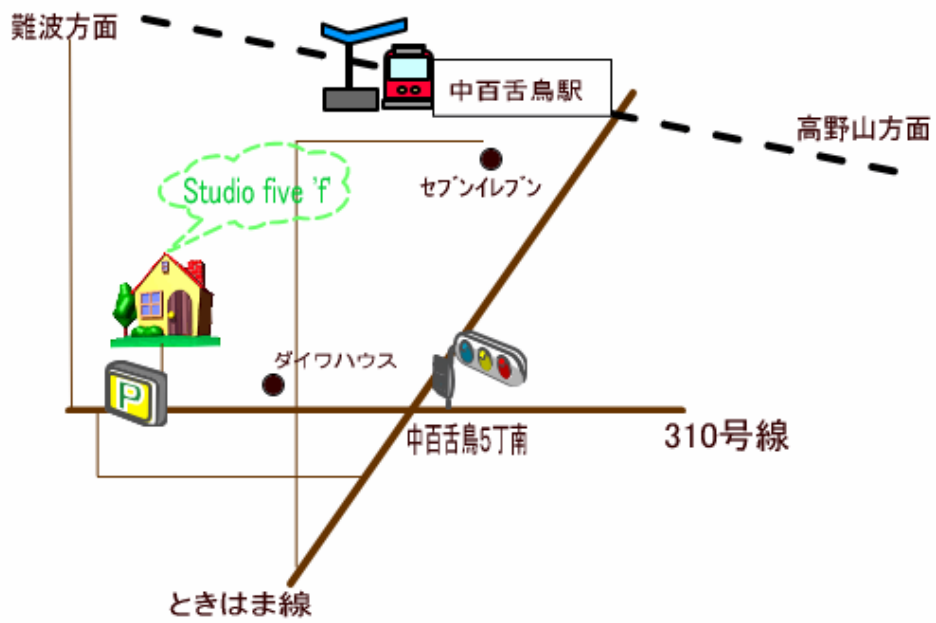 難波方面
中百舌鳥駅
高野山方面
セブンイレブン
Studio five 'f'
ダイワハウス
P
中百舌鳥5丁南
310号線
ときはま線